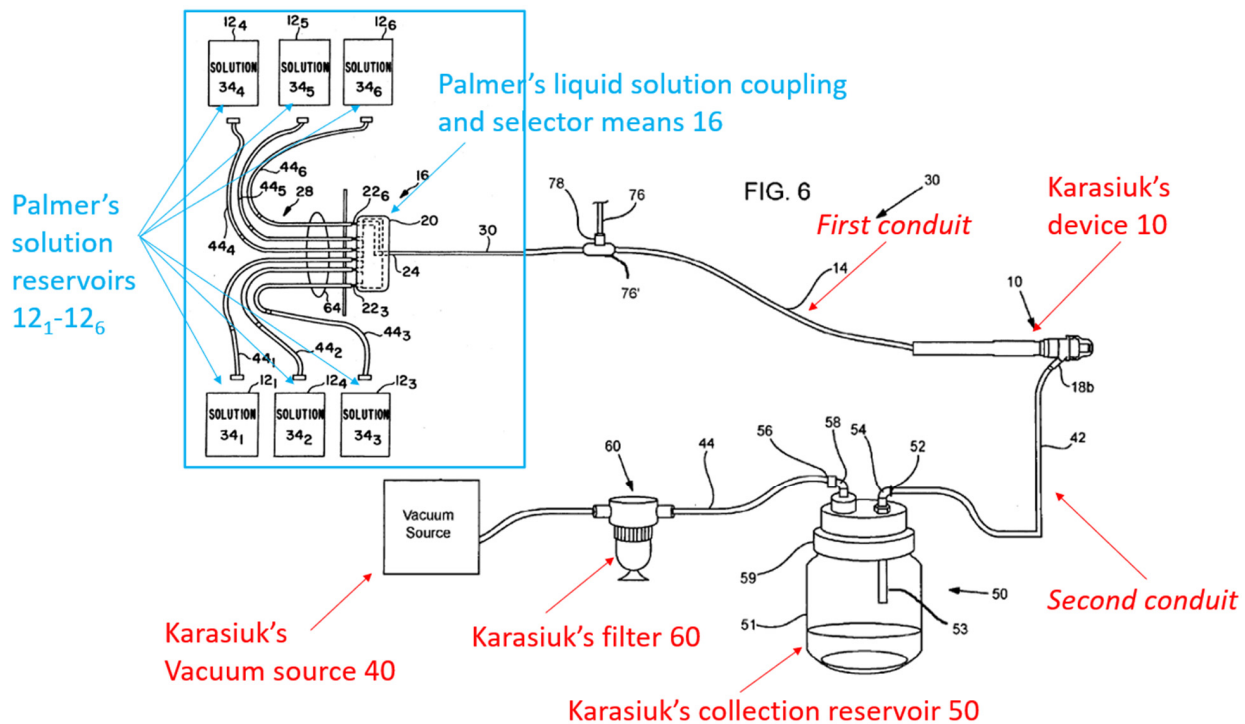 12₄ 12₅ 12₆
SOLUTION SOLUTION SOLUTION
34₄ 34₅ 34₆
Palmer's liquid solution coupling
and selector means 16
44₆
44₅
44₄
28
16
22₆
20
Palmer's
solution
reservoirs
12₁-12₆
30
24
64
22₃
44₃
44₂
44₁
78
76
76'
FIG. 6
30
First conduit
Karasiuk's
device 10
14
10
18b
12₁ 12₄ 12₃
SOLUTION SOLUTION SOLUTION
34₁ 34₂ 34₃
42
56
58
54
52
60
44
Vacuum
Source
59
51
53
50
Second conduit
Karasiuk's
Vacuum source 40
Karasiuk's filter 60
Karasiuk's collection reservoir 50